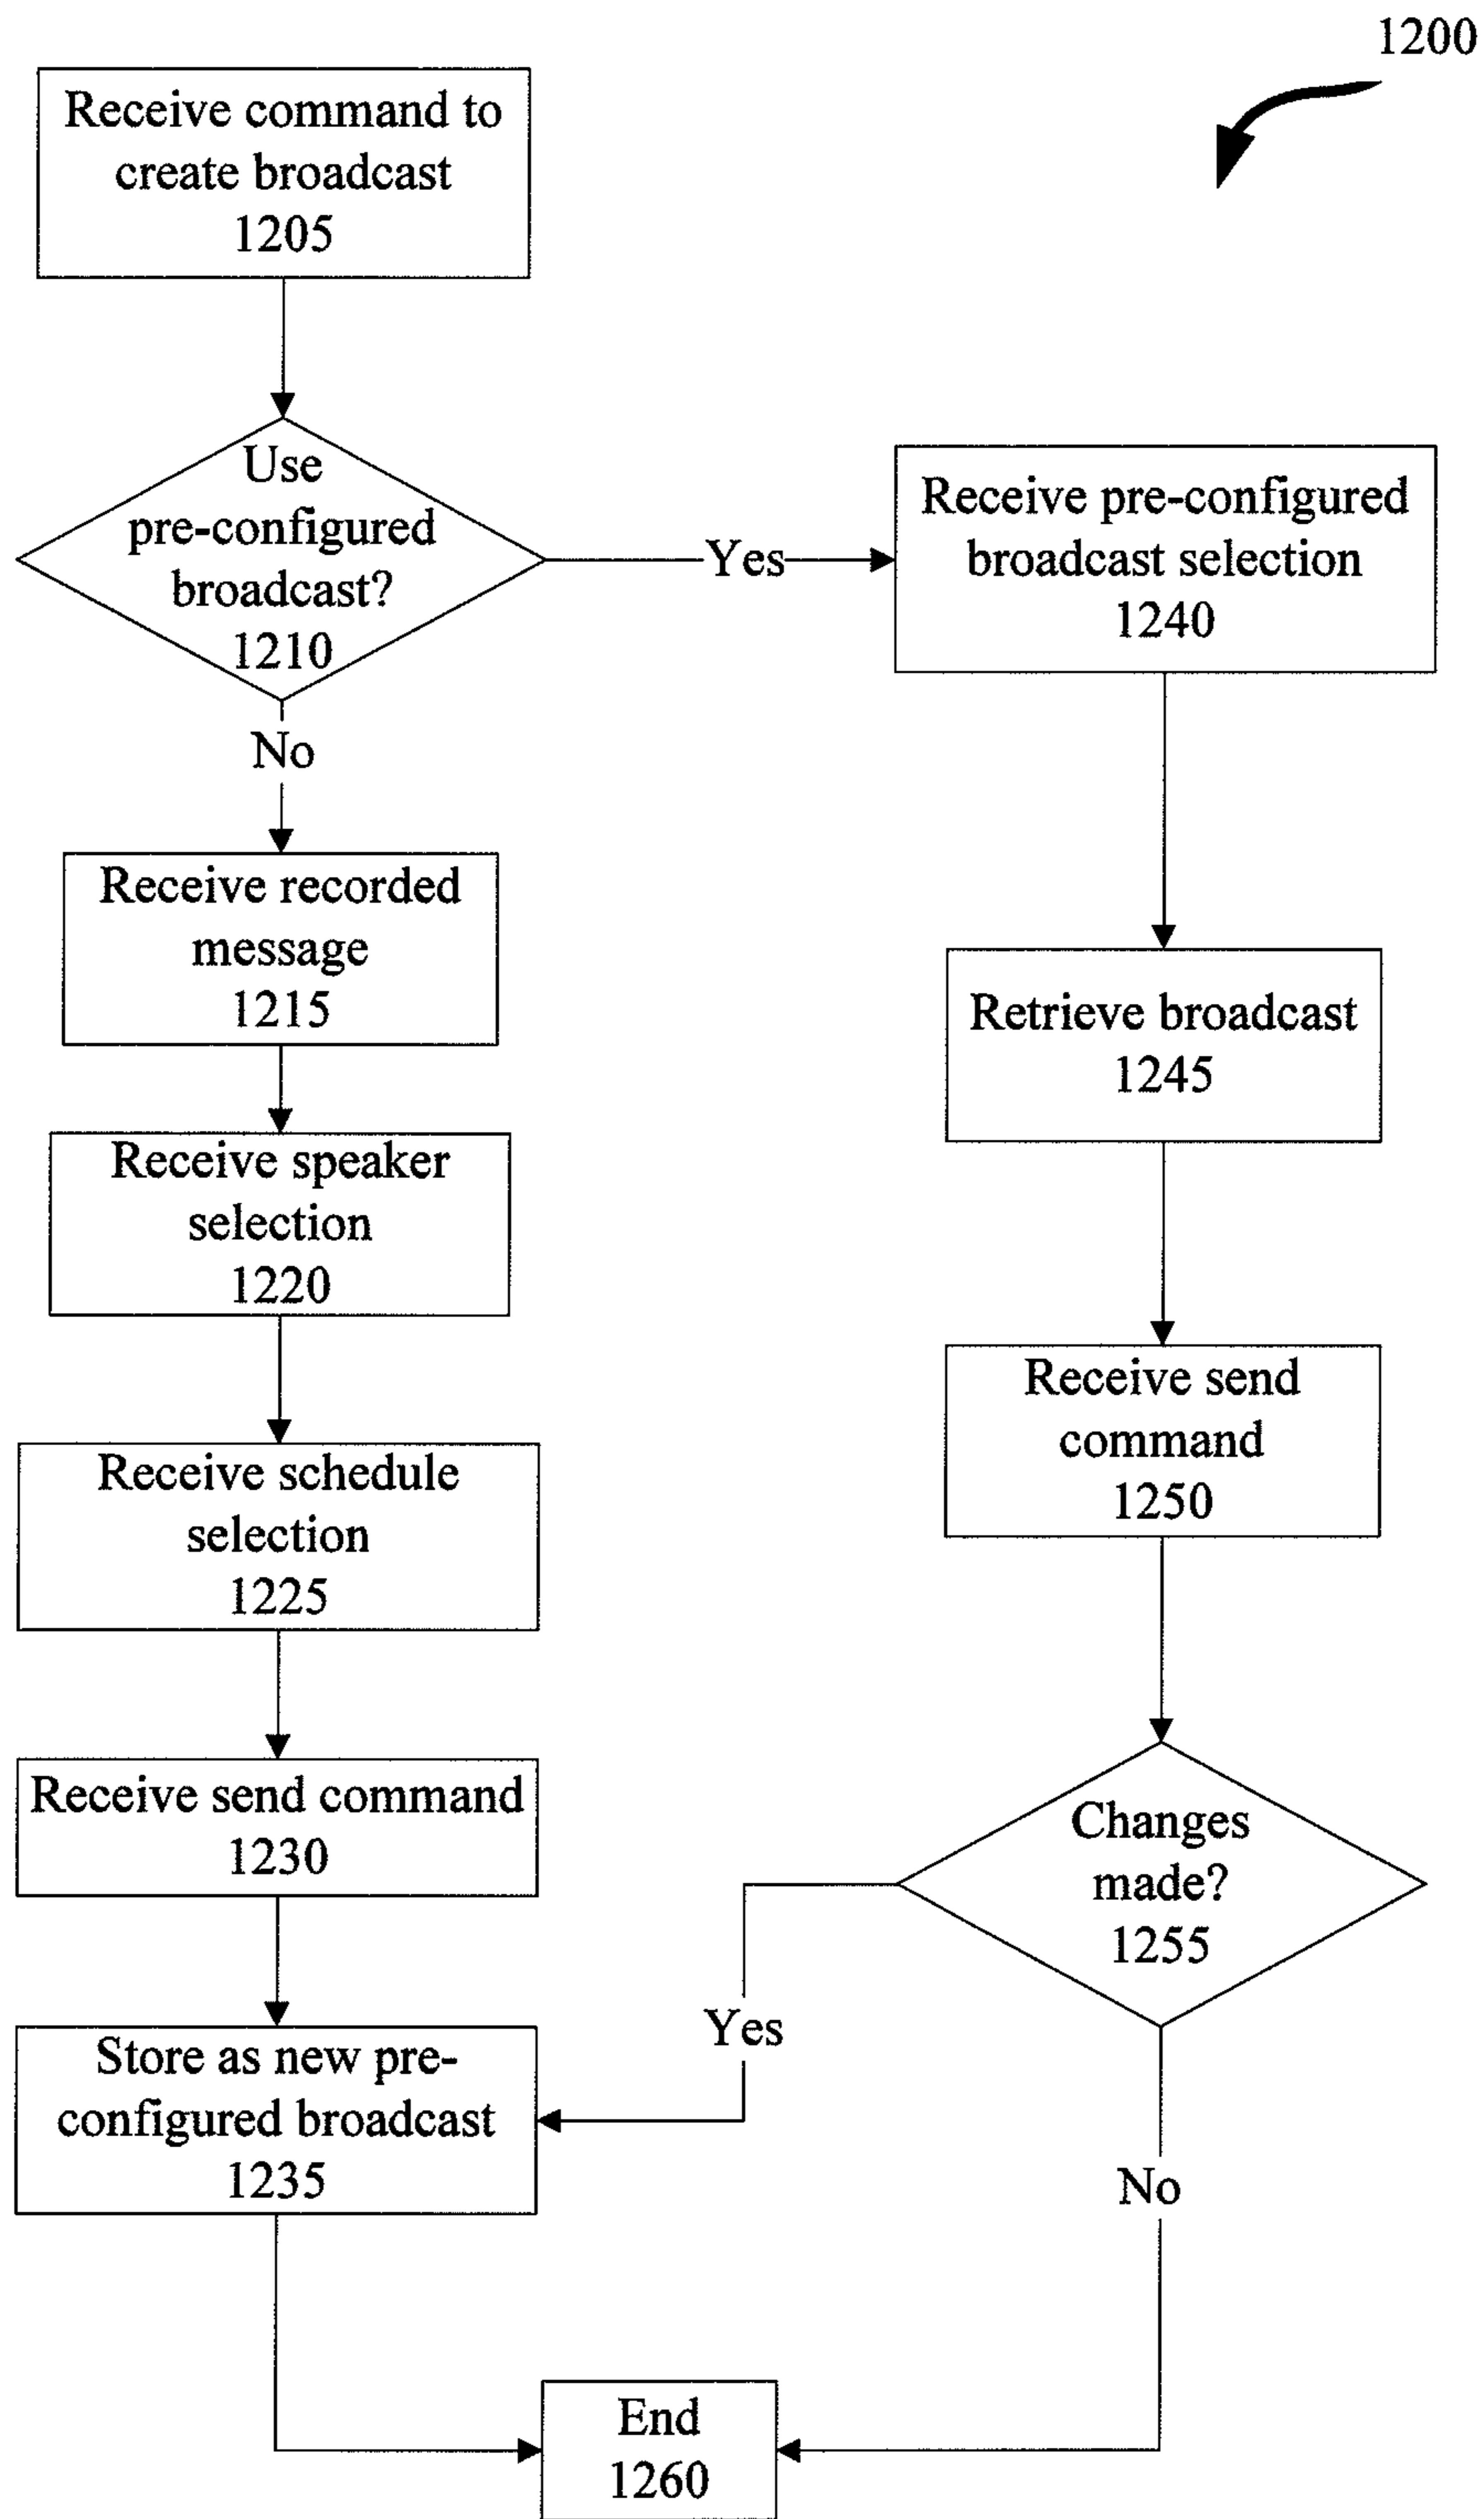 1200
Receive command to
create broadcast
1205
Use
pre-configured
broadcast?
1210
Yes
Receive pre-configured
broadcast selection
1240
No
Receive recorded
message
1215
Retrieve broadcast
1245
Receive speaker
selection
1220
Receive send
command
1250
Receive schedule
selection
1225
Receive send command
1230
Changes
made?
1255
Yes
Store as new pre-
configured broadcast
1235
No
End
1260